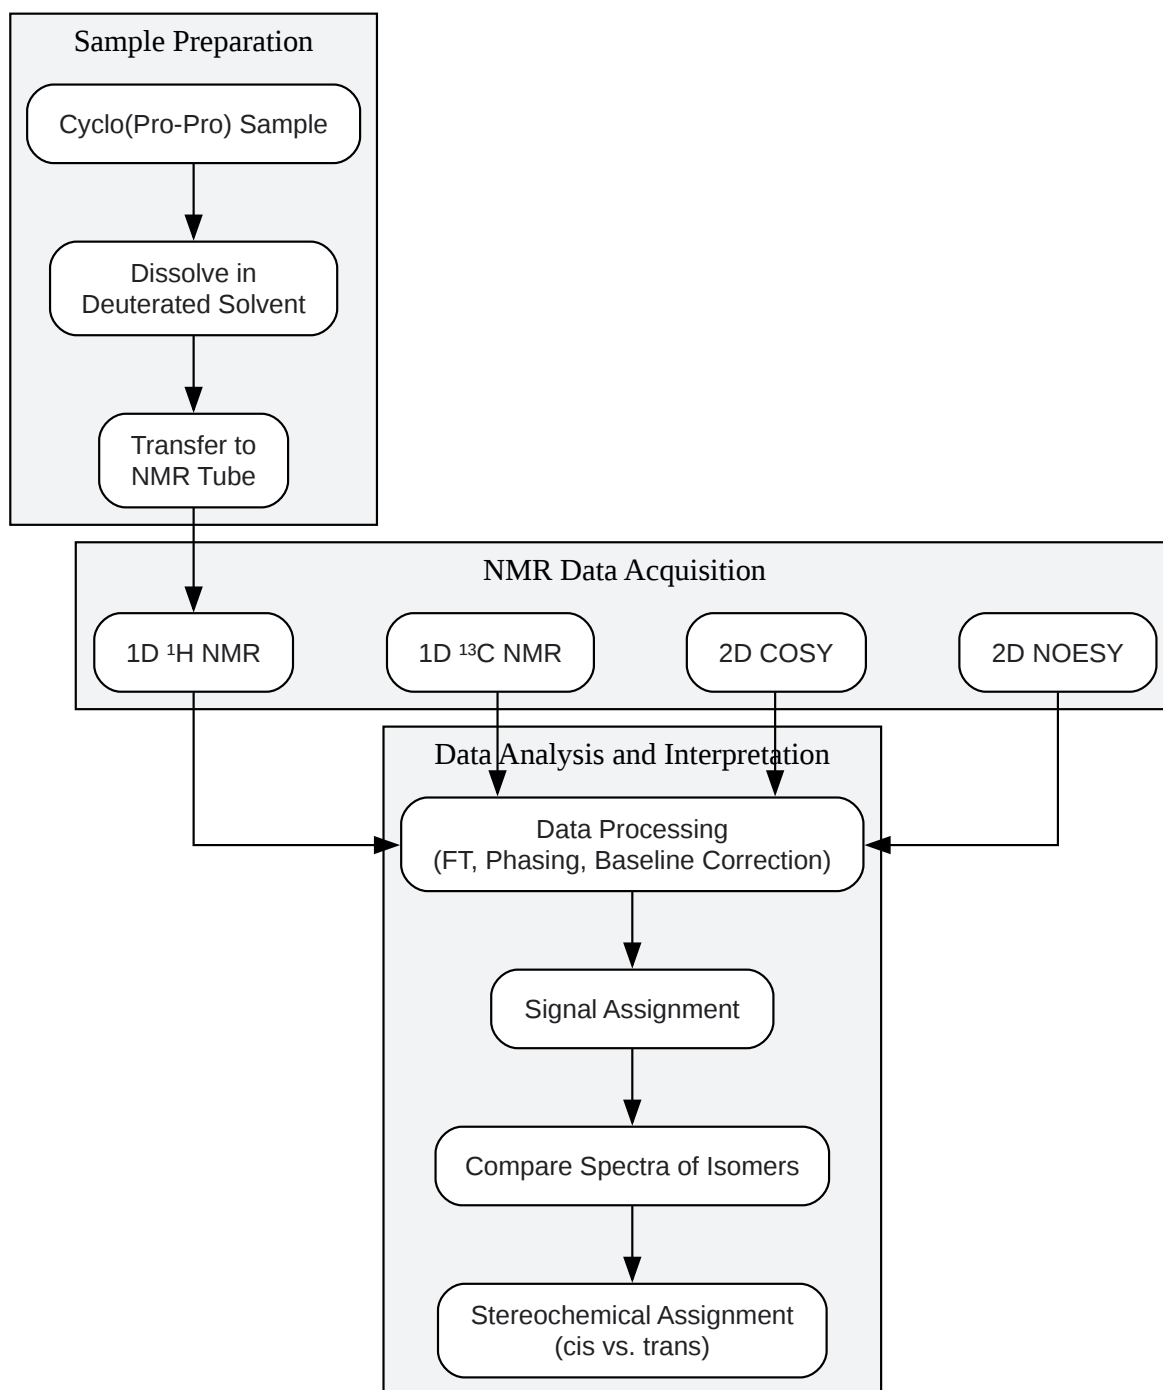 Sample Preparation
Cyclo(Pro-Pro) Sample
Dissolve in
Deuterated Solvent
Transfer to
NMR Tube
NMR Data Acquisition
1D ¹H NMR
1D ¹³C NMR
2D COSY
2D NOESY
Data Analysis and Interpretation
Data Processing
(FT, Phasing, Baseline Correction)
Signal Assignment
Compare Spectra of Isomers
Stereochemical Assignment
(cis vs. trans)